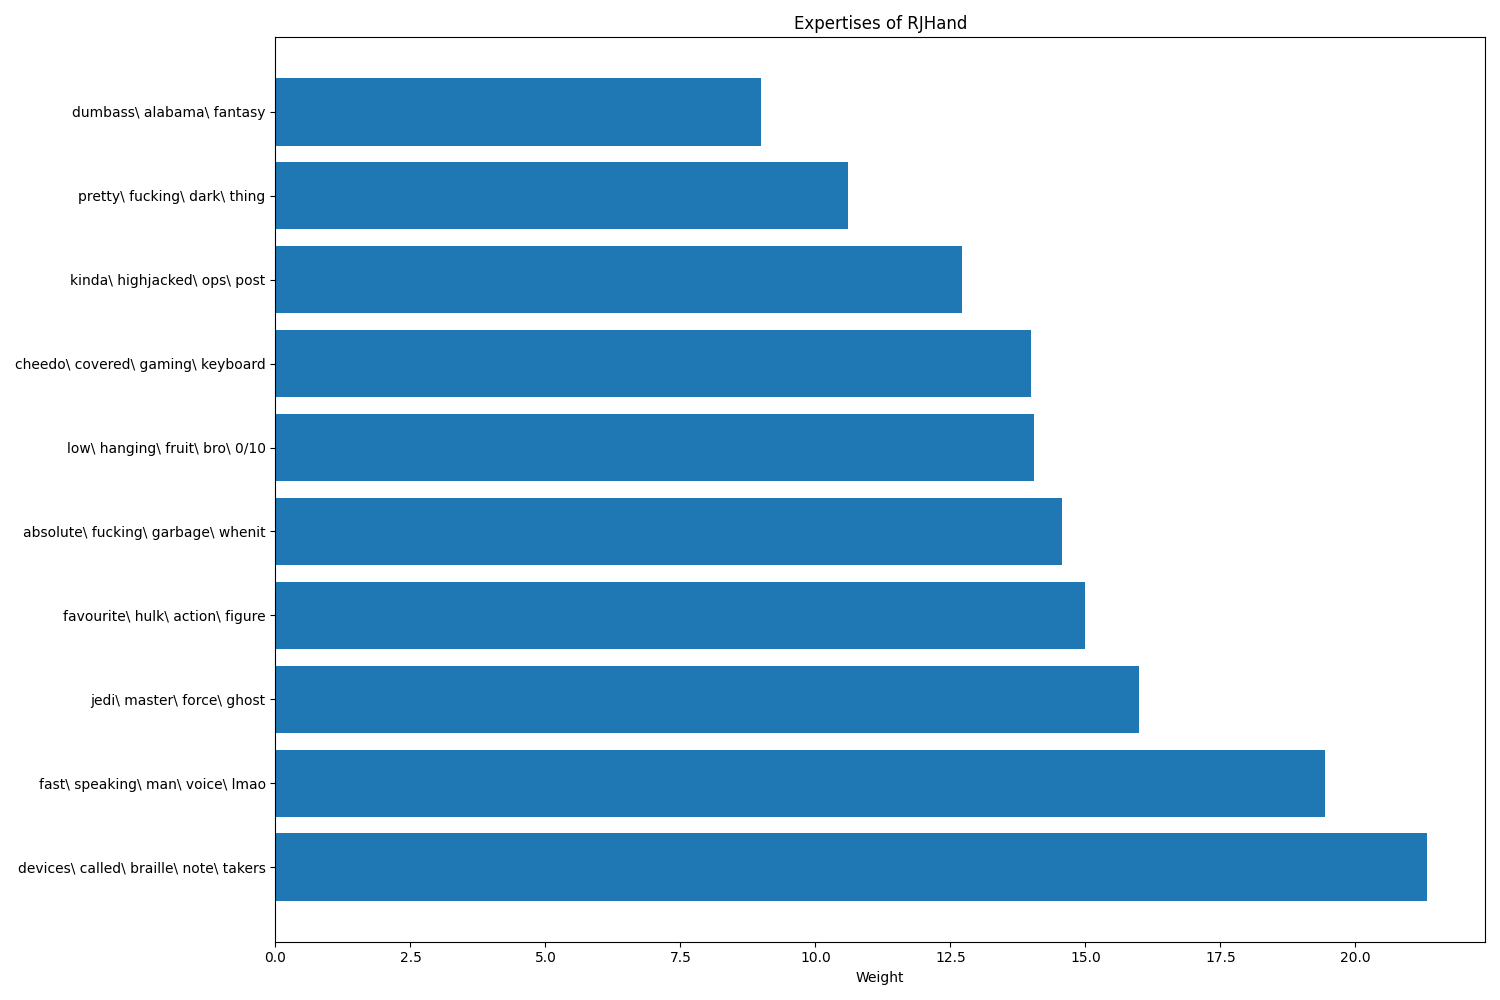 Expertises of RJHand
dumbass\ alabama\ fantasy
pretty\ fucking\ dark\ thing
kinda\ highjacked\ ops\ post
cheedo\ covered\ gaming\ keyboard
low\ hanging\ fruit\ bro\ 0/10
absolute\ fucking\ garbage\ whenit
favourite\ hulk\ action\ figure
jedi\ master\ force\ ghost
fast\ speaking\ man\ voice\ lmao
devices\ called\ braille\ note\ takers
0.0 2.5 5.0 7.5 10.0 12.5 15.0 17.5 20.0
Weight